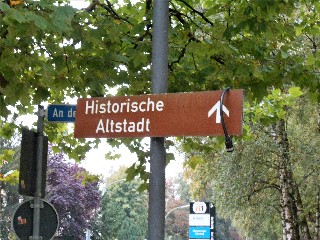 An de
Historische
Altstadt